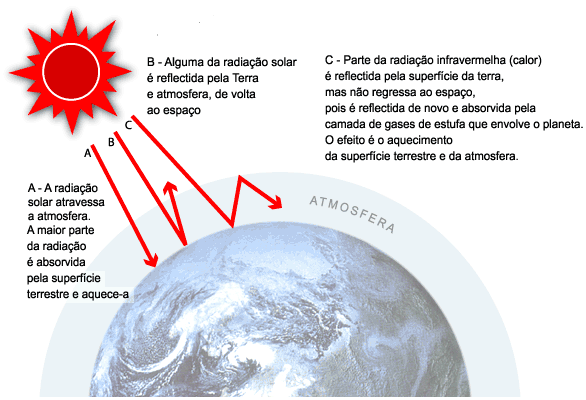 B - Alguma da radiação solar
é reflectida pela Terra
e atmosfera, de volta
ao espaço
C - Parte da radiação infravermelha (calor)
é reflectida pela superfície da terra,
mas não regressa ao espaço,
pois é reflectida de novo e absorvida pela
camada de gases de estufa que envolve o planeta.
O efeito é o aquecimento
da superfície terrestre e da atmosfera.
C
B
A
A - A radiação
solar atravessa
a atmosfera.
A maior parte
da radiação
é absorvida
pela superfície
terrestre e aquece-a
ATMOSFERA